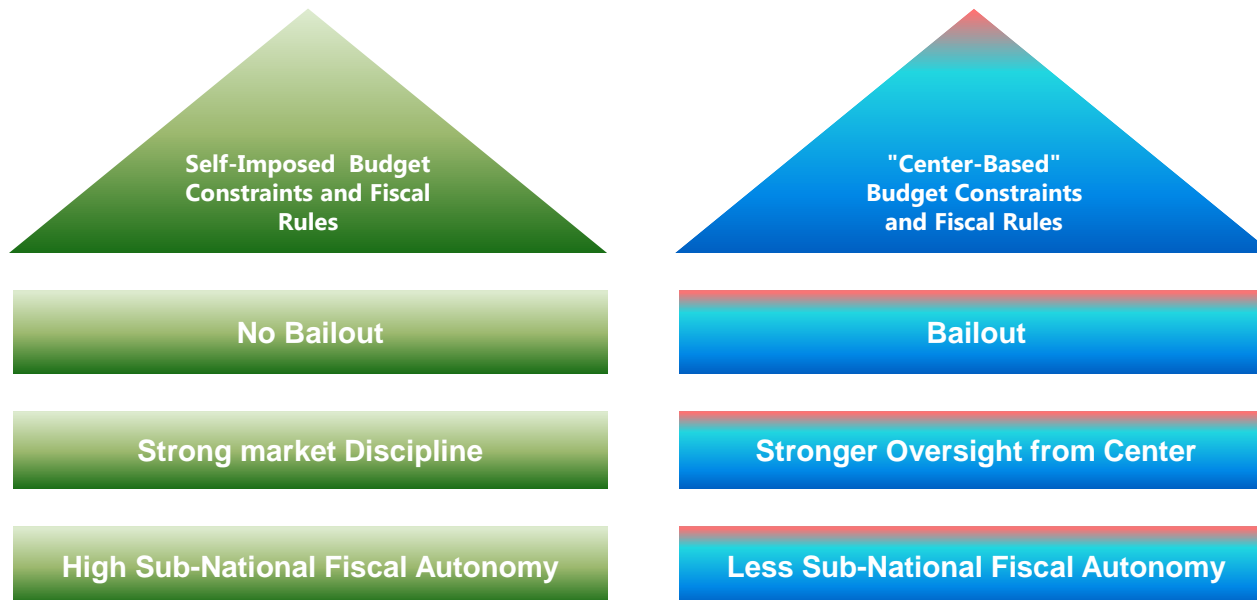 Self-Imposed Budget
Constraints and Fiscal
Rules
No Bailout
Strong market Discipline
High Sub-National Fiscal Autonomy
"Center-Based"
Budget Constraints
and Fiscal Rules
Bailout
Stronger Oversight from Center
Less Sub-National Fiscal Autonomy